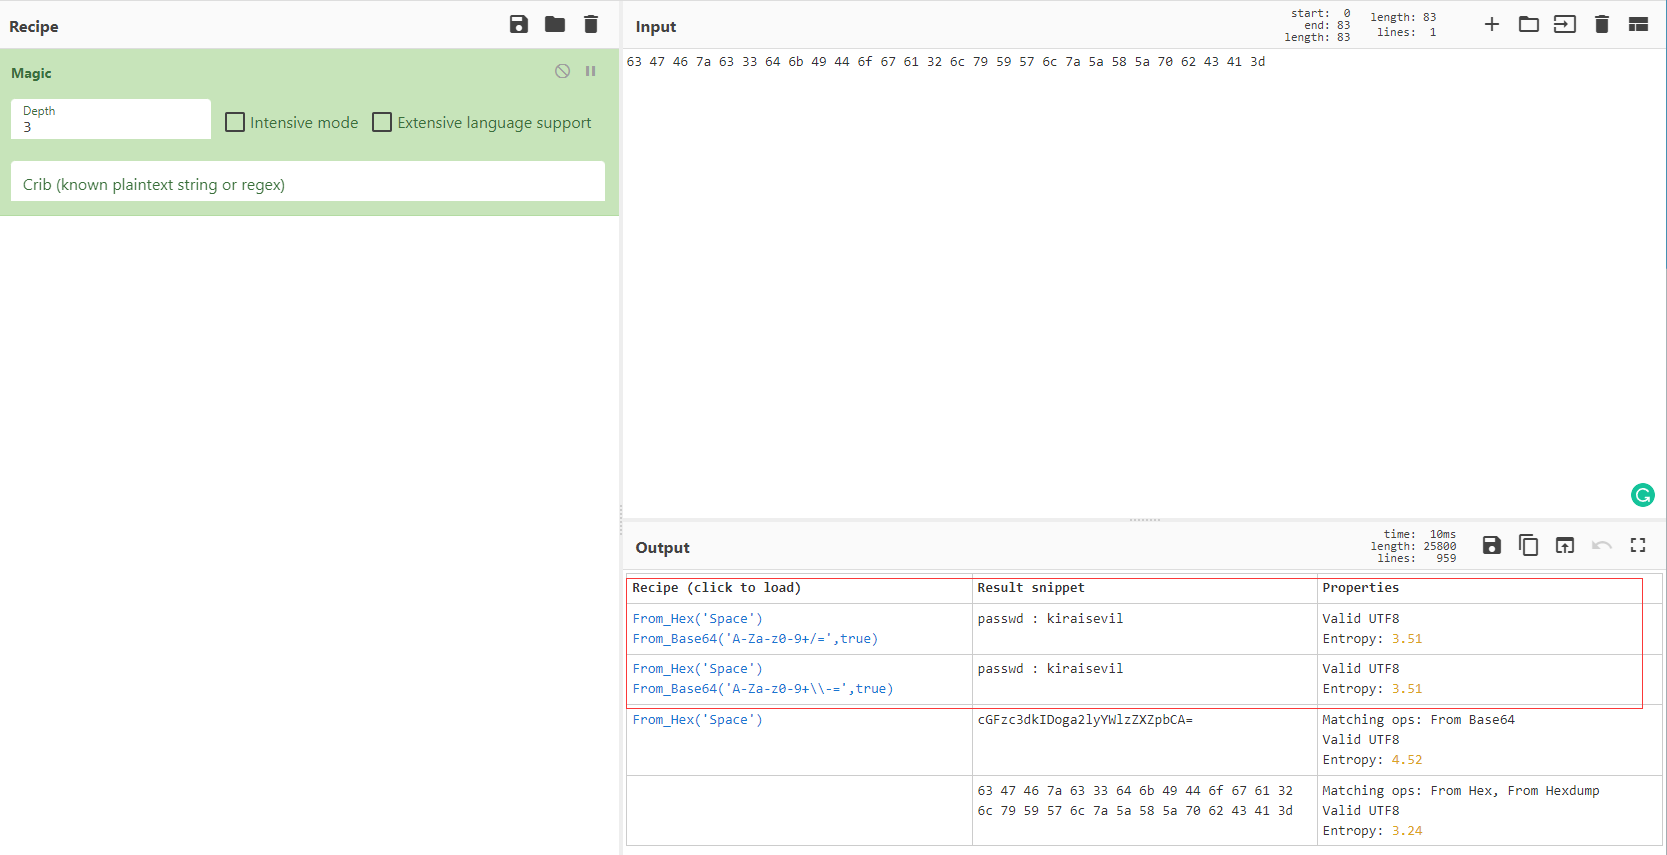 Recipe
Magic
Depth
3
Intensive mode
Extensive language support
Crib (known plaintext string or regex)
Input
start: 0
end: 83
length: 83
length: 83
lines: 1
63 47 46 7a 63 33 64 6b 49 44 6f 67 61 32 6c 79 59 57 6c 7a 5a 58 5a 70 62 43 41 3d
Output
time: 10ms
length: 25800
lines: 959
Recipe (click to load) Result snippet Properties
From_Hex('Space') passwd : kiraisevil Valid UTF8
From_Base64('A-Za-z0-9+/=',true) Entropy: 3.51
From_Hex('Space') passwd : kiraisevil Valid UTF8
From_Base64('A-Za-z0-9+\\-=',true) Entropy: 3.51
From_Hex('Space') cGFzc3dkIDoga2lyYWlzZXZpbCA= Matching ops: From Base64
Valid UTF8
Entropy: 4.52
63 47 46 7a 63 33 64 6b 49 44 6f 67 61 32 Matching ops: From Hex, From Hexdump
6c 79 59 57 6c 7a 5a 58 5a 70 62 43 41 3d Valid UTF8
Entropy: 3.24